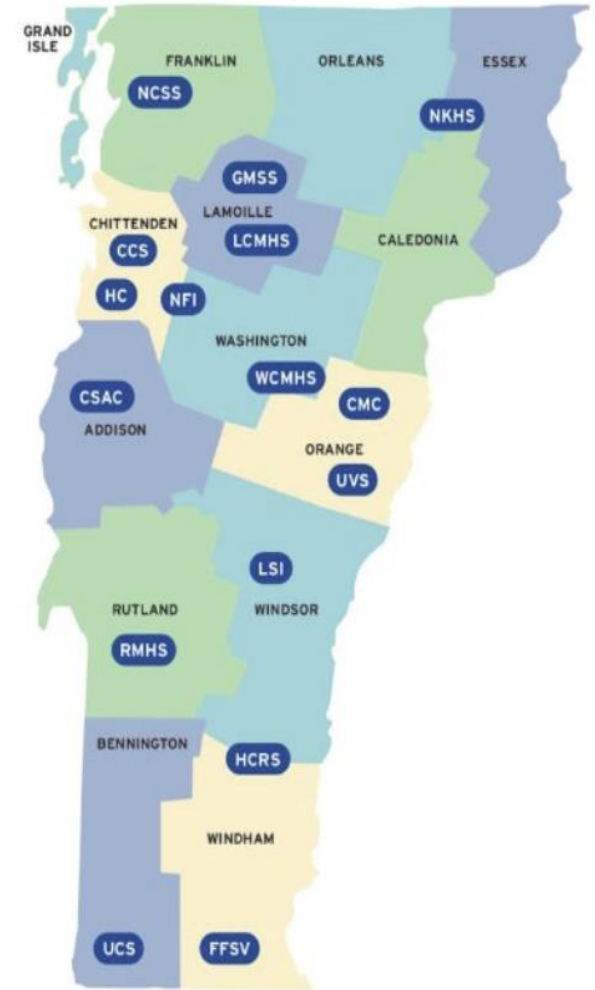 GRAND
ISLE
FRANKLIN
ORLEANS
ESSEX
NCSS
NKHS
GMSS
LAMOILLE
CHITTENDEN
LCMHS
CALEDONIA
CCS
HC
NFI
WASHINGTON
WCMHS
CSAC
CMC
ADDISON
ORANGE
UVS
LSI
RUTLAND
WINDSOR
RMHS
BENNINGTON
HCRS
WINDHAM
UCS
FFSV